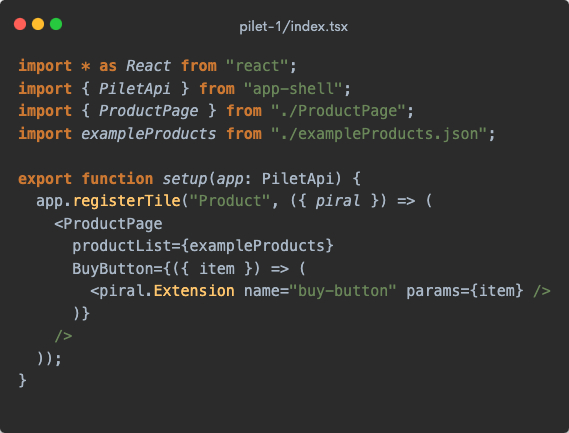 pilet-1/index.tsx
import * as React from "react";
import { PiletApi } from "app-shell";
import { ProductPage } from "./ProductPage";
import exampleProducts from "./exampleProducts.json";
export function setup(app: PiletApi) {
  app.registerTile("Product", ({ piral }) => (
    <ProductPage
      productList={exampleProducts}
      BuyButton={({ item }) => (
        <piral.Extension name="buy-button" params={item} />
      )}
    />
  ));
}